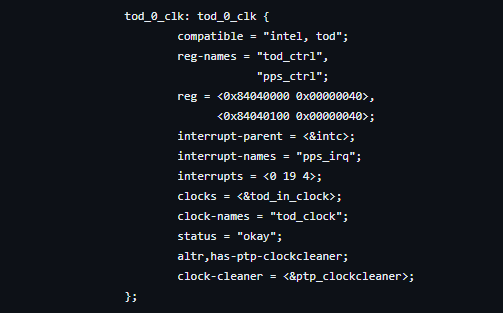 tod_0_clk: tod_0_clk {
compatible = "intel, tod";
reg-names = "tod_ctrl",
"pps_ctrl";
reg = <0x84040000 0x00000040>,
<0x84040100 0x00000040>;
interrupt-parent = <&intc>;
interrupt-names = "pps_irq";
interrupts = <0 19 4>;
clocks = <&tod_in_clock>;
clock-names = "tod_clock";
status = "okay";
altr,has-ptp-clockcleaner;
clock-cleaner = <&ptp_clockcleaner>;
};